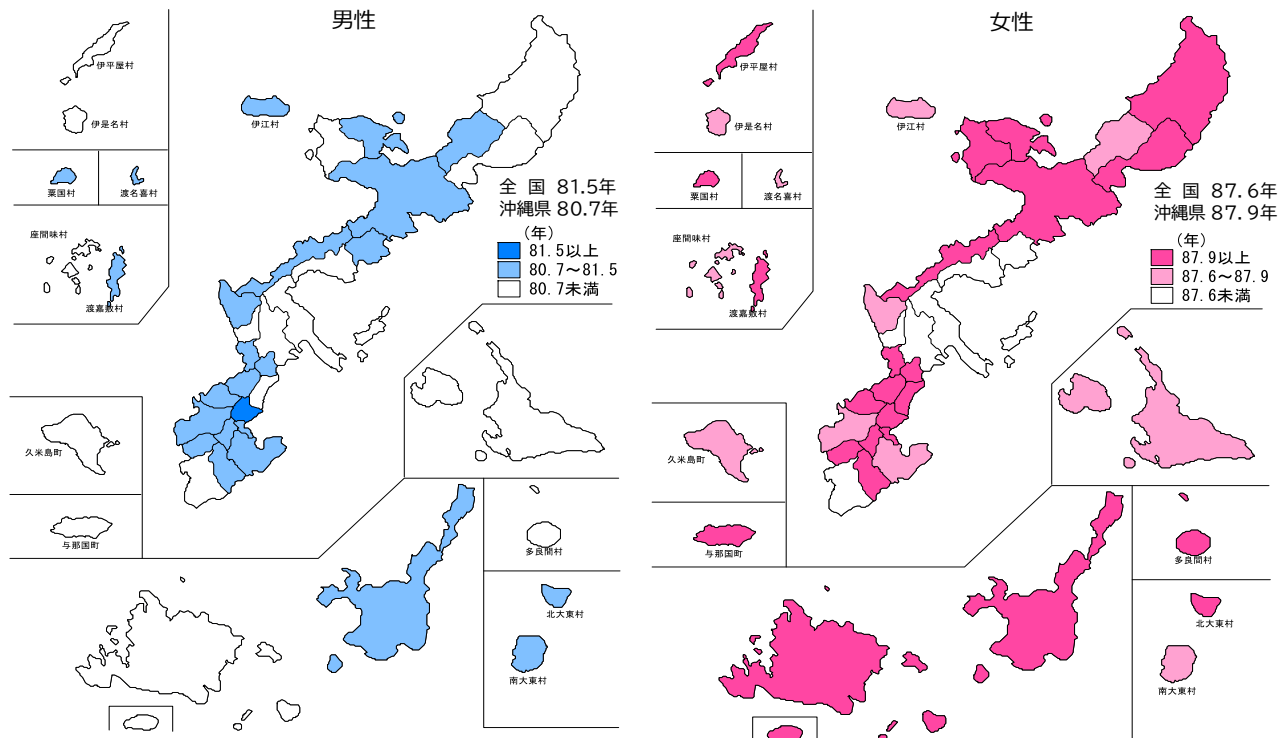 男性
伊平屋村
伊是名村
伊江村
粟国村
渡名喜村
座間味村
渡嘉敷村
全 国 81.5年
沖縄県 80.7年
(年)
81.5以上
80.7～81.5
80.7未満
久米島町
与那国町
多良間村
北大東村
南大東村
女性
伊平屋村
伊是名村
伊江村
粟国村
渡名喜村
座間味村
渡嘉敷村
全 国 87.6年
沖縄県 87.9年
(年)
87.9以上
87.6～87.9
87.6未満
久米島町
与那国町
多良間村
北大東村
南大東村